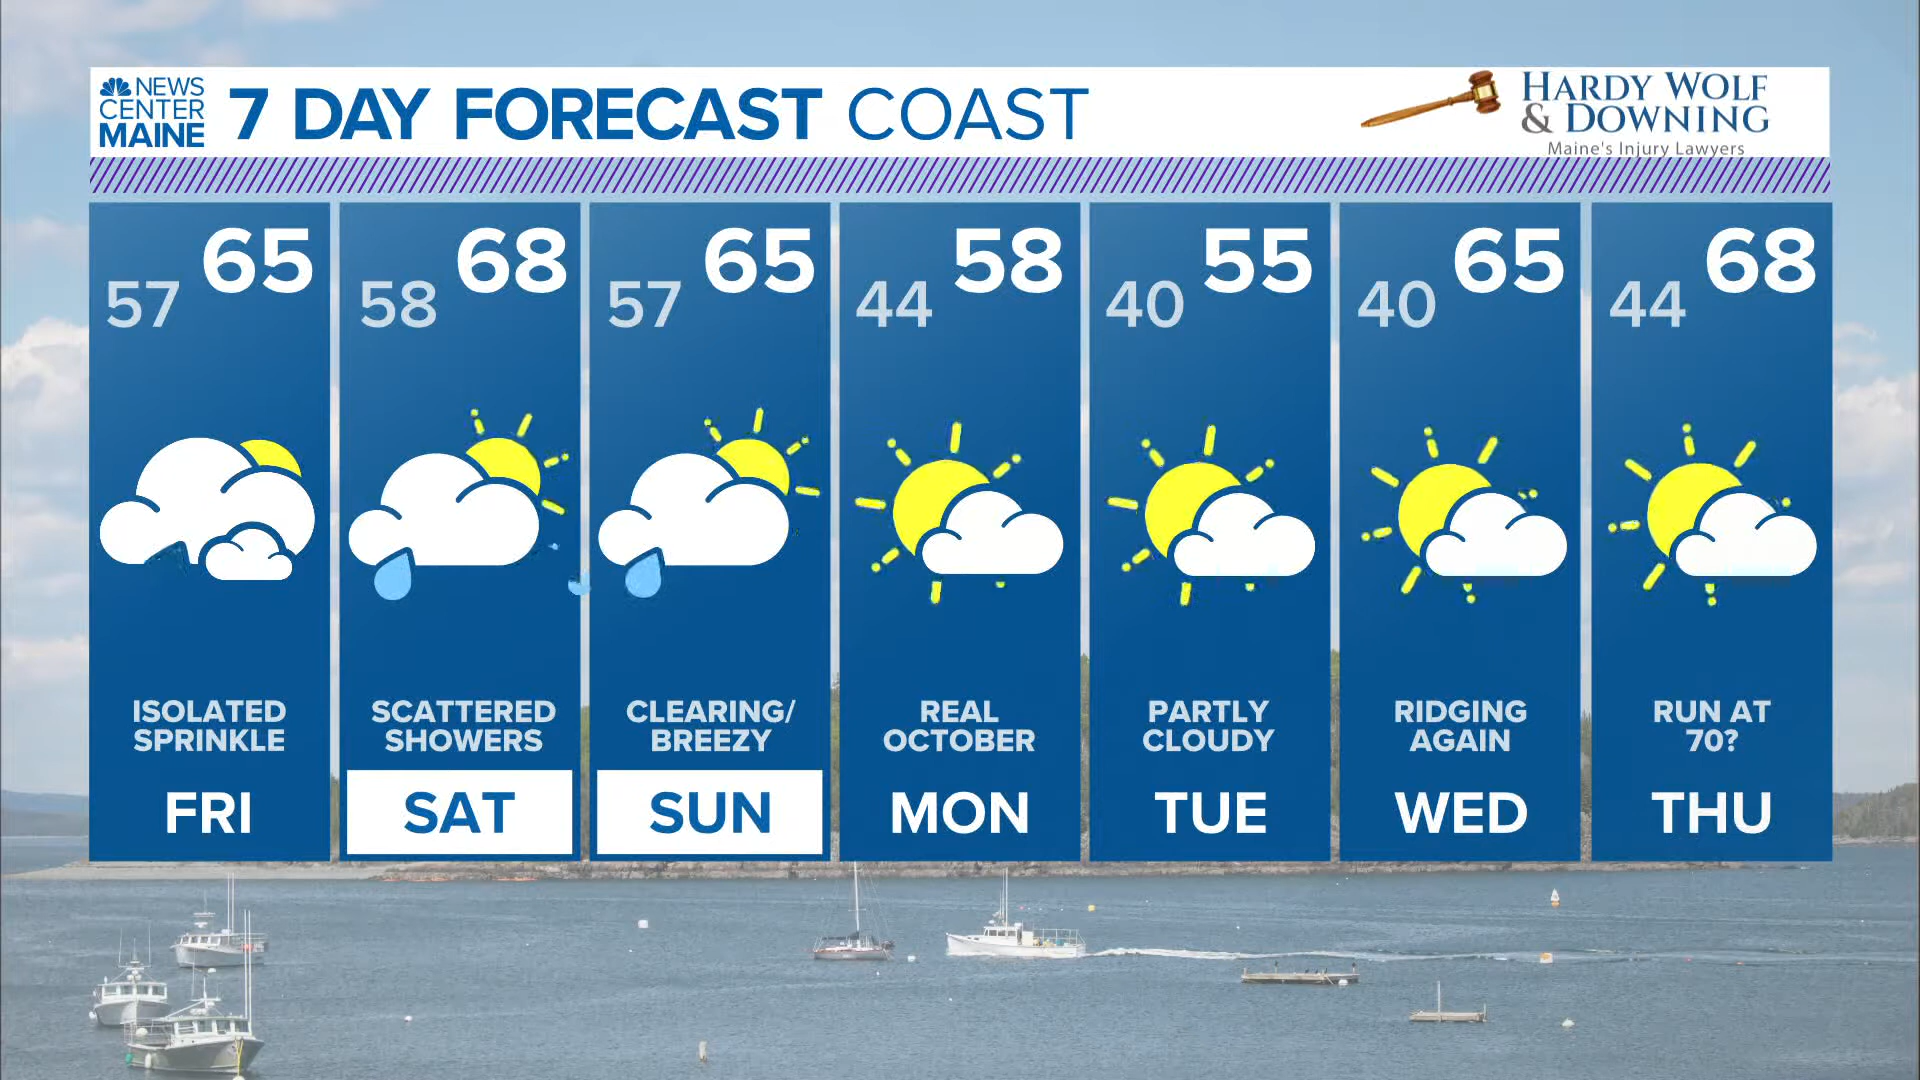 NEWS
CENTER
MAINE
7 DAY FORECAST COAST
HARDY WOLF
& DOWNING
Maine's Injury Lawyers
57 65
58 68
57 65
44 58
40 55
40 65
44 68
ISOLATED
SPRINKLE
SCATTERED
SHOWERS
CLEARING/
BREEZY
REAL
OCTOBER
PARTLY
CLOUDY
RIDGING
AGAIN
RUN AT
70?
FRI
SAT
SUN
MON
TUE
WED
THU